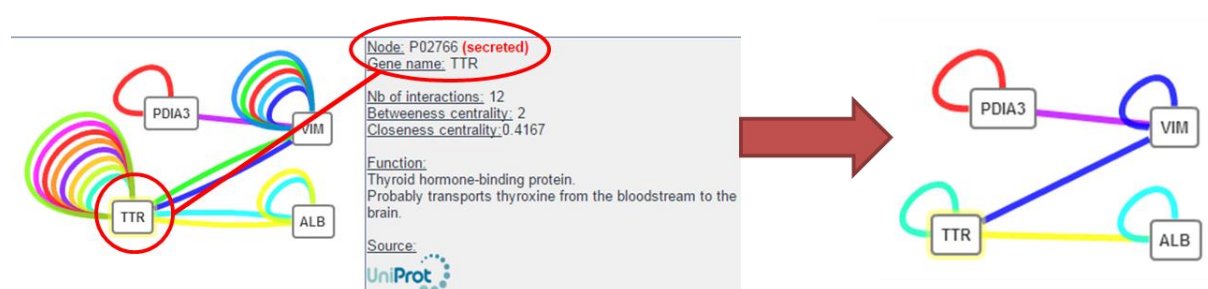 PDIA3
VIM
TTR
ALB
Node: P02766 (secreted)
Gene name: TTR
Nb of interactions: 12
Betweeness centrality: 2
Closeness centrality:0.4167
Function:
Thyroid hormone-binding protein.
Probably transports thyroxine from the bloodstream to the
brain.
Source:
UniProt
PDIA3
VIM
TTR
ALB